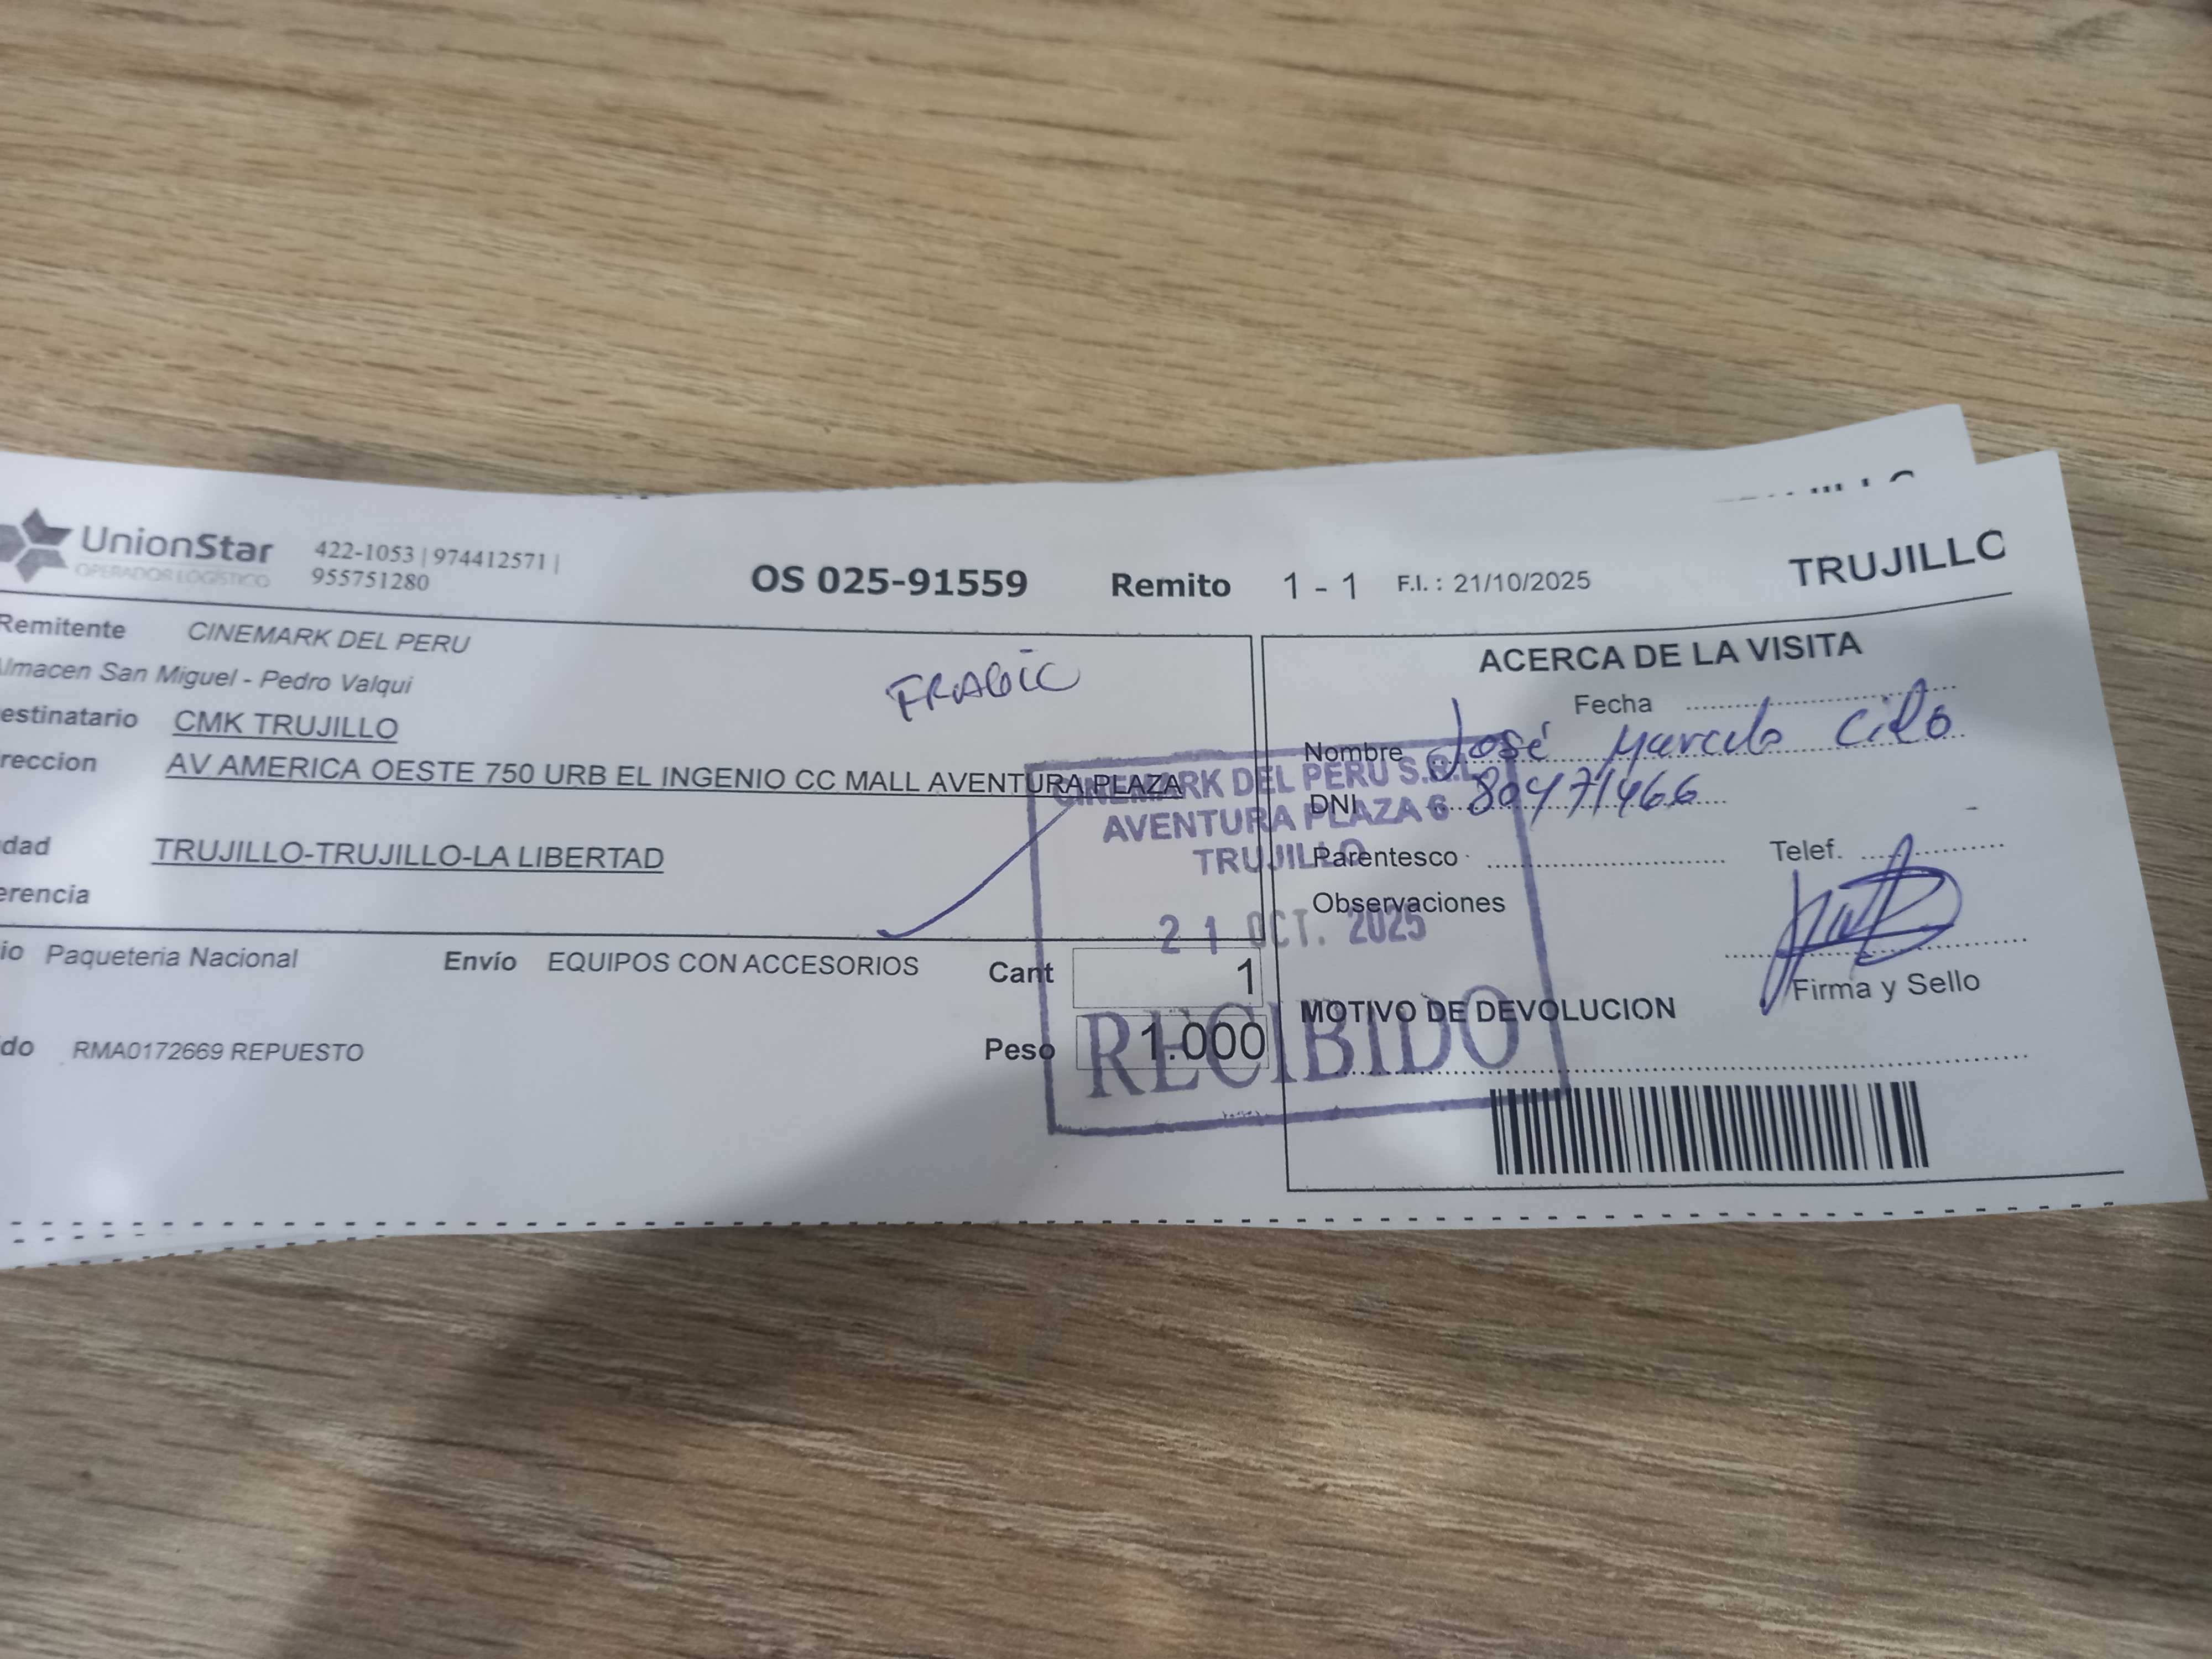 UnionStar
OPERADOR LOGÍSTICO
422-1053 | 974412571 |
955751280
OS 025-91559 Remito 1 - 1 F.I. : 21/10/2025 TRUJILLO
Remitente CINEMARK DEL PERU
Almacen San Miguel - Pedro Valqui
estinatario CMK TRUJILLO
reccion AV AMERICA OESTE 750 URB EL INGENIO CC MALL AVENTURA PLAZA
dad TRUJILLO-TRUJILLO-LA LIBERTAD
erencia
io Paqueteria Nacional Envío EQUIPOS CON ACCESORIOS Cant 1
do RMA0172669 REPUESTO Peso 1.000
CINEMARK DEL PERU S.R.L
AVENTURA PLAZA 6
TRUJILLO
21 OCT. 2025
RECIBIDO
ACERCA DE LA VISITA
Fecha
Nombre José Marcelo
DNI 80471466
Parentesco Telef.
Observaciones
Firma y Sello
MOTIVO DE DEVOLUCION